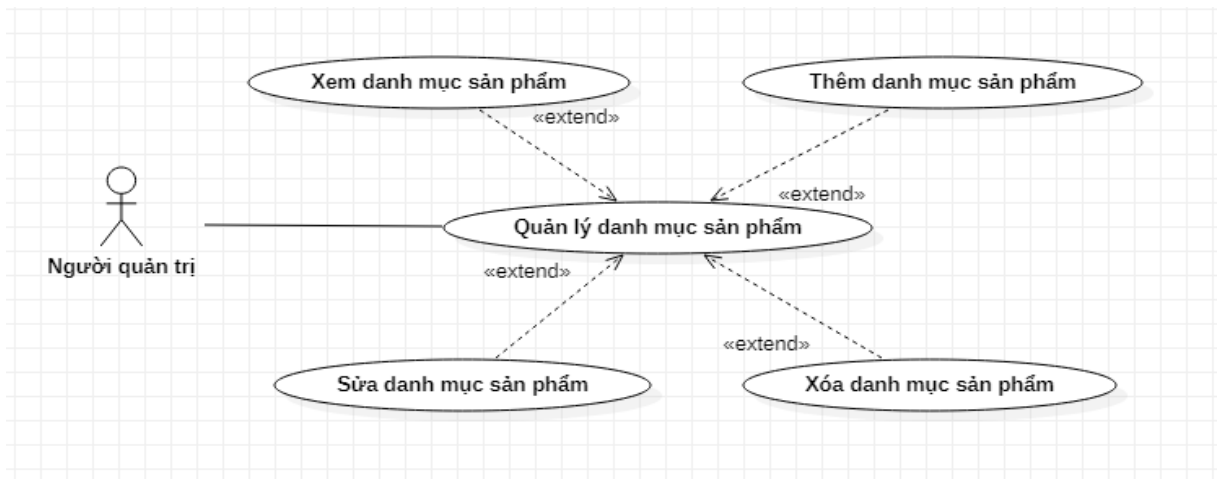 Xem danh mục sản phẩm
Thêm danh mục sản phẩm
«extend»
«extend»
Quản lý danh mục sản phẩm
Người quản trị
«extend»
«extend»
Sửa danh mục sản phẩm
Xóa danh mục sản phẩm